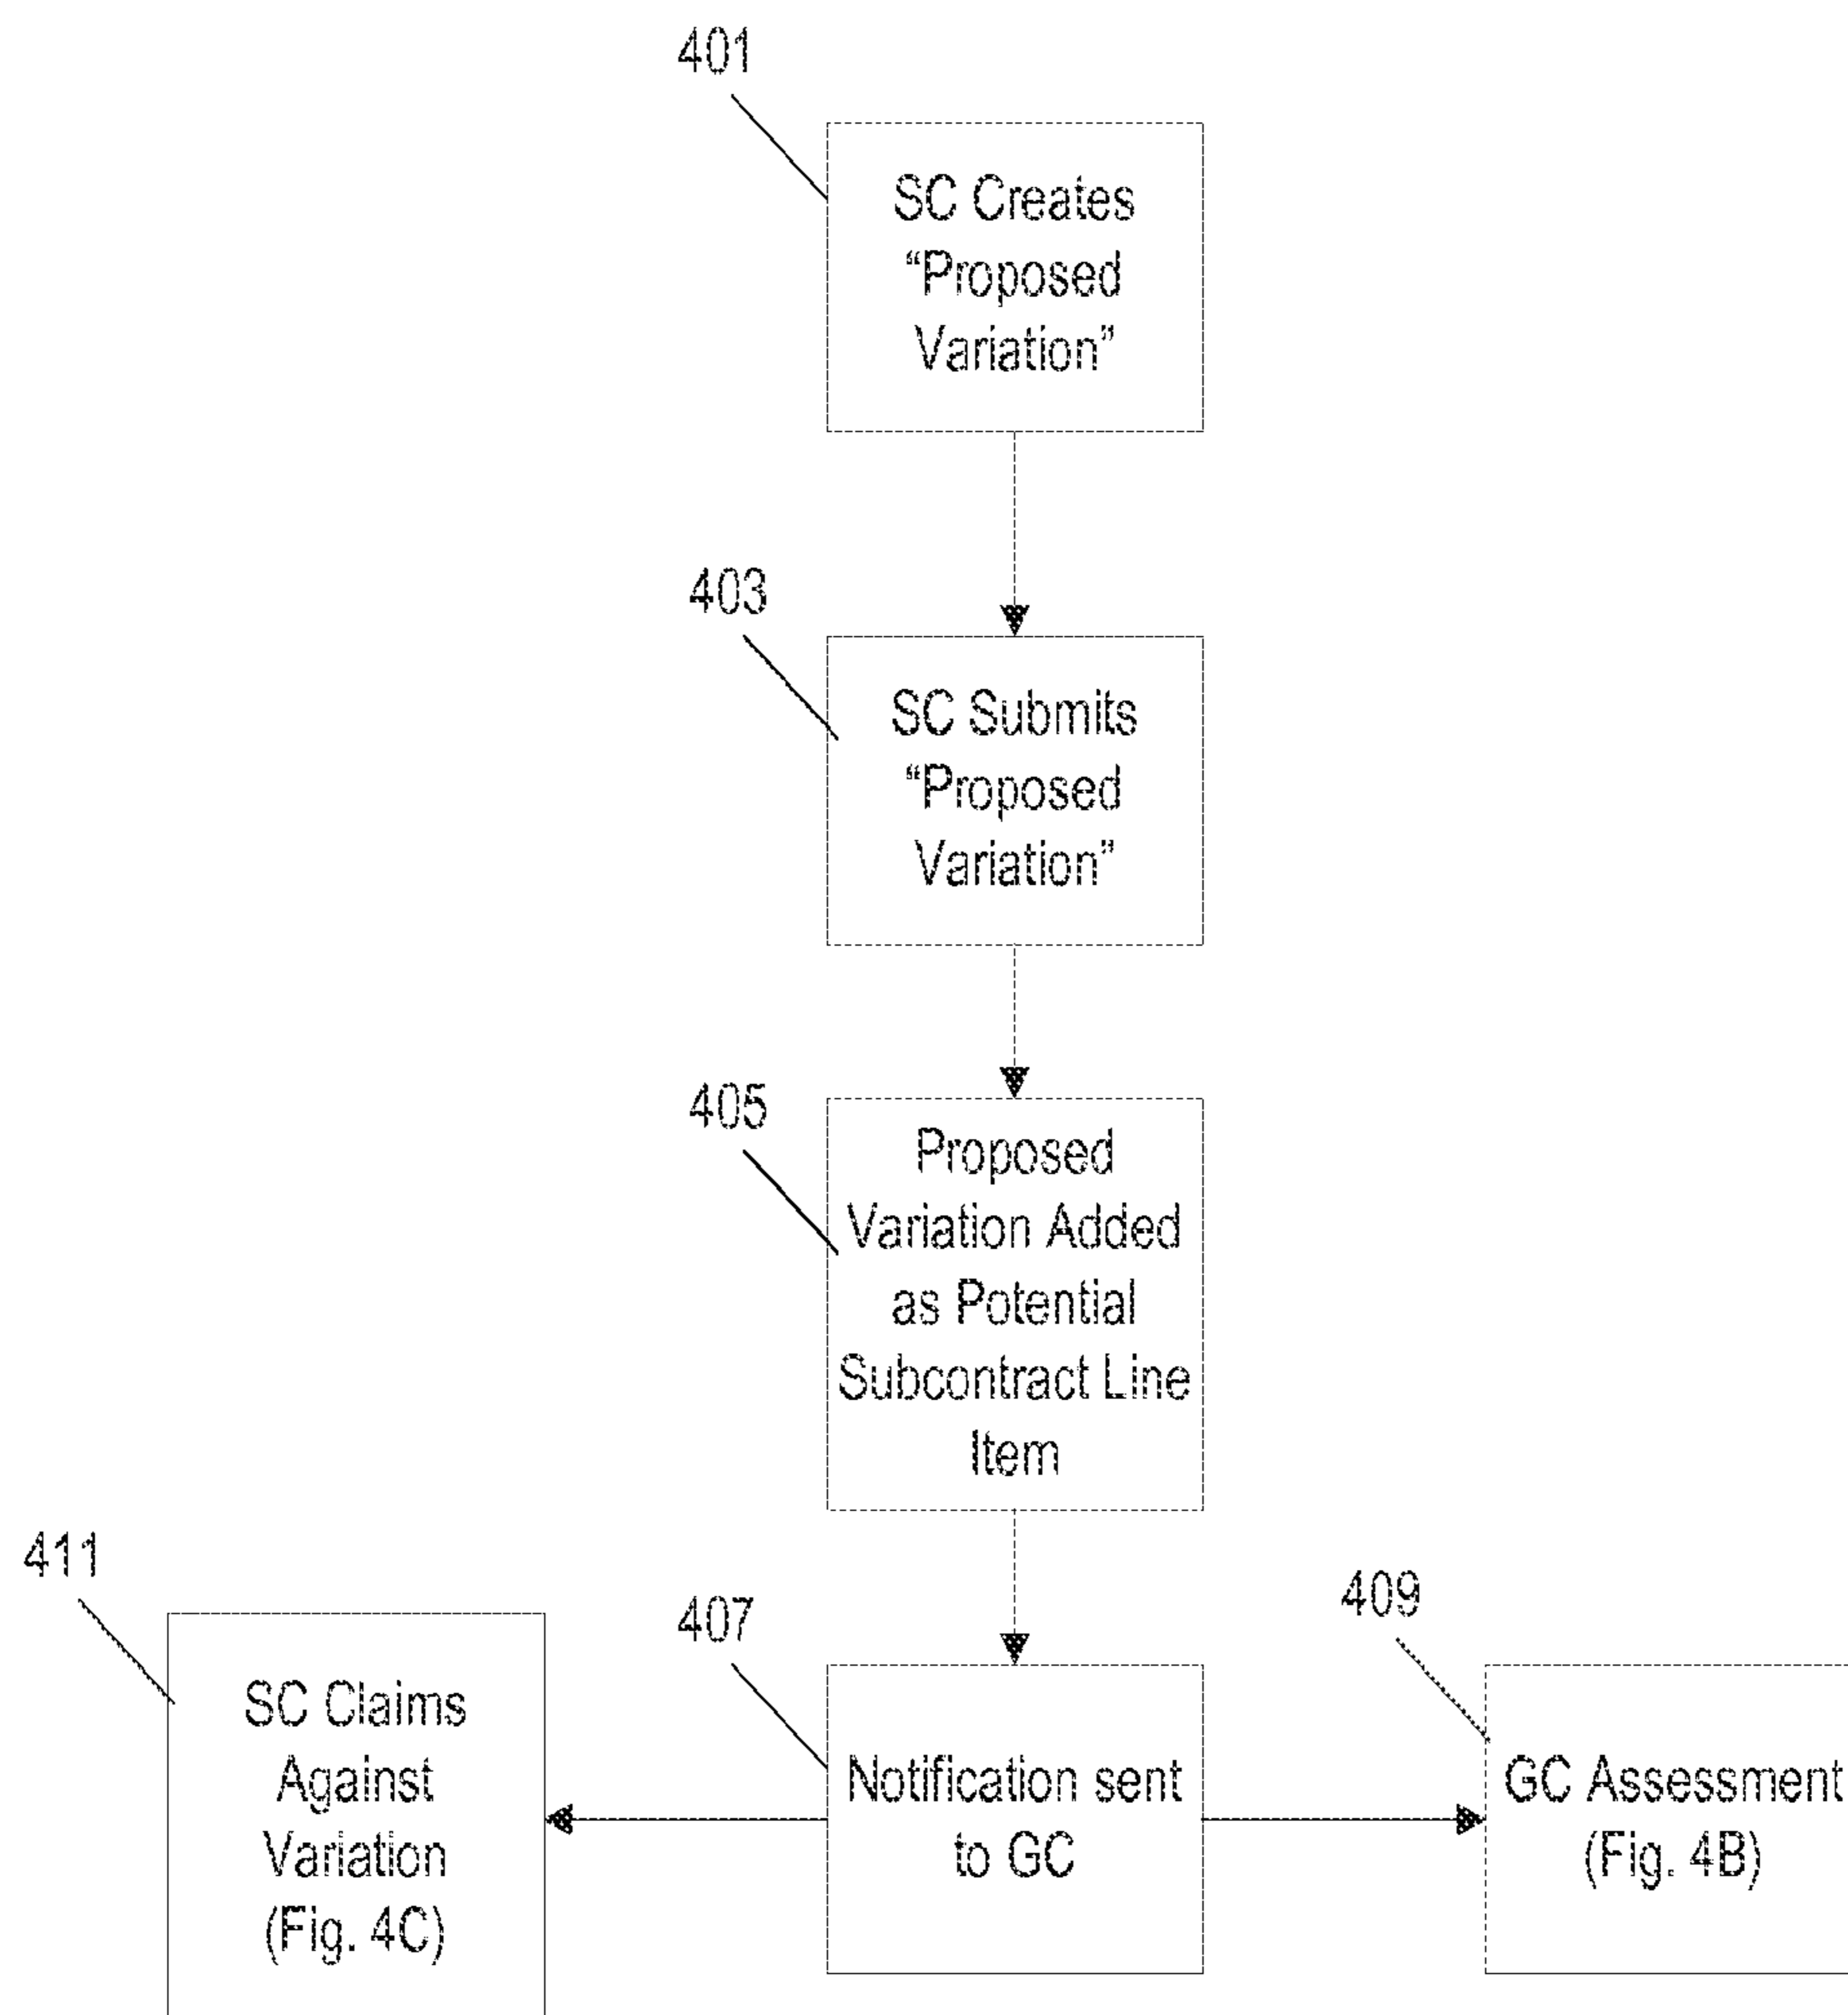 401
SC Creates
“Proposed
Variation”
403
SC Submits
“Proposed
Variation”
405
Proposed
Variation Added
as Potential
Subcontract Line
Item
411
SC Claims
Against
Variation
(Fig. 4C)
407
Notification sent
to GC
409
GC Assessment
(Fig. 4B)